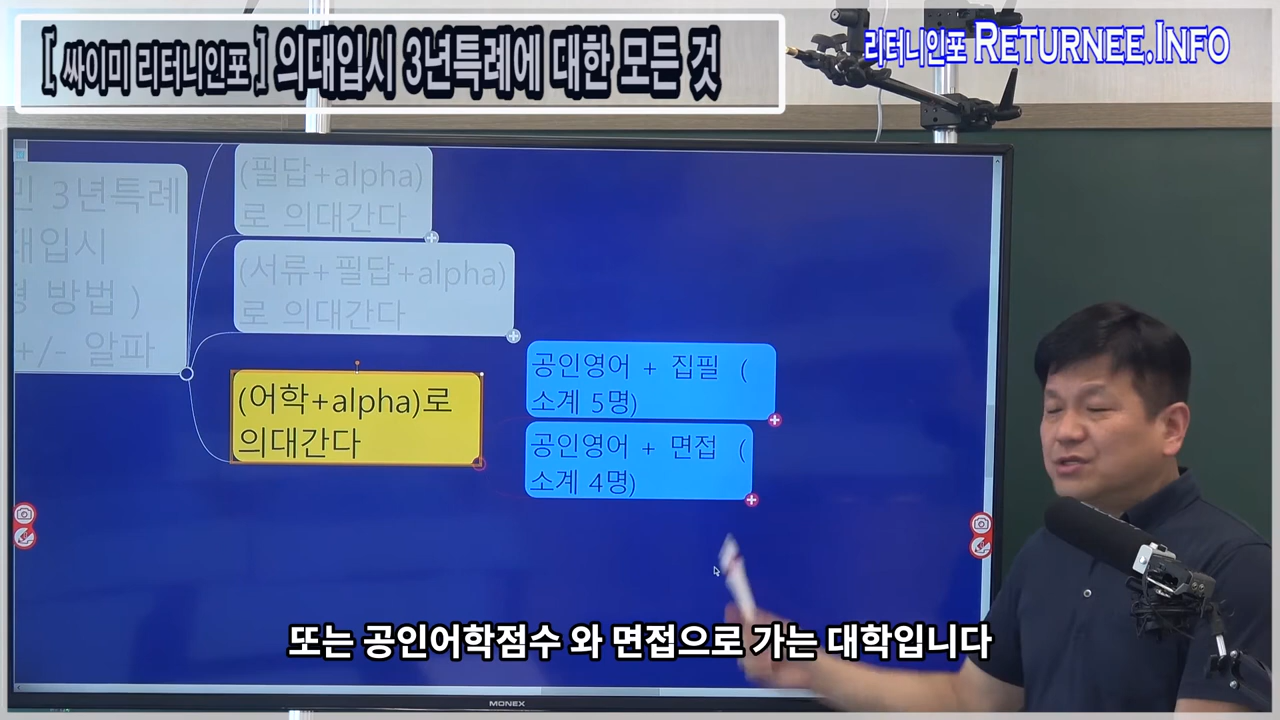 [ 싸이미 리터니인포 ] 의대입시 3년특례에 대한 모든 것
리터니인포 RETURNEE.INFO
민 3년특례
대입시
형 방법 )
+/- 알파
(필답+alpha)
로 의대간다
(서류+필답+alpha)
로 의대간다
(어학+alpha)로
의대간다
공인영어 + 집필 (
소계 5명)
공인영어 + 면접 (
소계 4명)
MONEX
또는 공인어학점수 와 면접으로 가는 대학입니다